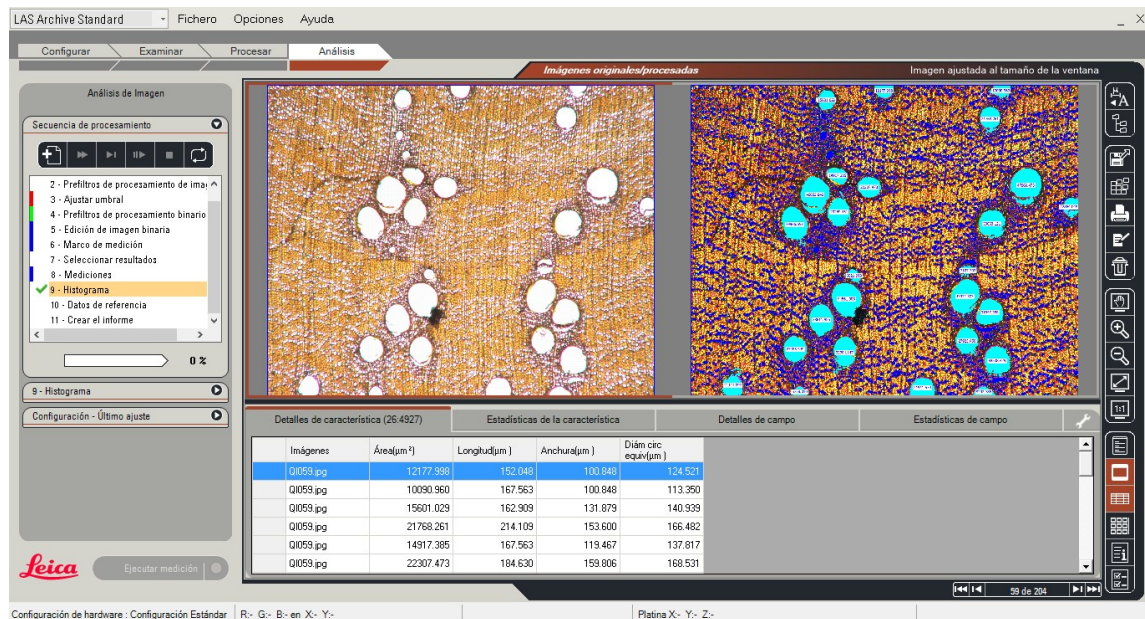 LAS Archive Standard Fichero Opciones Ayuda
Configurar Examinar Procesar Análisis
Imágenes originales/procesadas Imagen ajustada al tamaño de la ventana
Análisis de Imagen
Secuencia de procesamiento
2 - Prefiltros de procesamiento de imag
3 - Ajustar umbral
4 - Prefiltros de procesamiento binario
5 - Edición de imagen binaria
6 - Marco de medición
7 - Seleccionar resultados
8 - Mediciones
9 - Histograma
10 - Datos de referencia
11 - Crear el informe
0 %
9 - Histograma
Configuración - Último ajuste
Leica
Ejecutar medición
Detalles de característica (26:4927) Estadísticas de la característica Detalles de campo Estadísticas de campo
Imágenes Área(µm²) Longitud(µm ) Anchura(µm ) Diám circ
equiv(µm )
QI059.jpg 12177.998 152.048 100.848 124.521
QI059.jpg 10090.960 167.563 100.848 113.350
QI059.jpg 15601.029 162.909 131.879 140.939
QI059.jpg 21768.261 214.109 153.600 166.482
QI059.jpg 14917.385 167.563 119.467 137.817
QI059.jpg 22307.473 184.630 159.806 168.531
1:1
59 de 204
Configuración de hardware : Configuración Estándar R:- G:- B:- en X:- Y:- Platina X:- Y:- Z:-